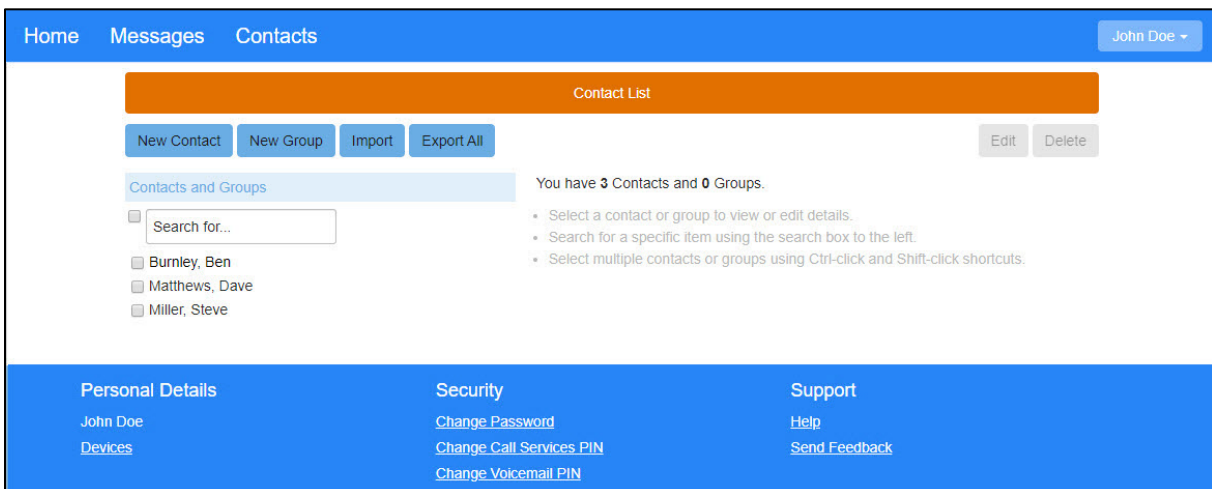 Home Messages Contacts John Doe
Contact List
New Contact New Group Import Export All Edit Delete
Contacts and Groups
Search for...
Burnley, Ben
Matthews, Dave
Miller, Steve
You have 3 Contacts and 0 Groups.
Select a contact or group to view or edit details.
Search for a specific item using the search box to the left.
Select multiple contacts or groups using Ctrl-click and Shift-click shortcuts.
Personal Details
John Doe
Devices
Security
Change Password
Change Call Services PIN
Change Voicemail PIN
Support
Help
Send Feedback